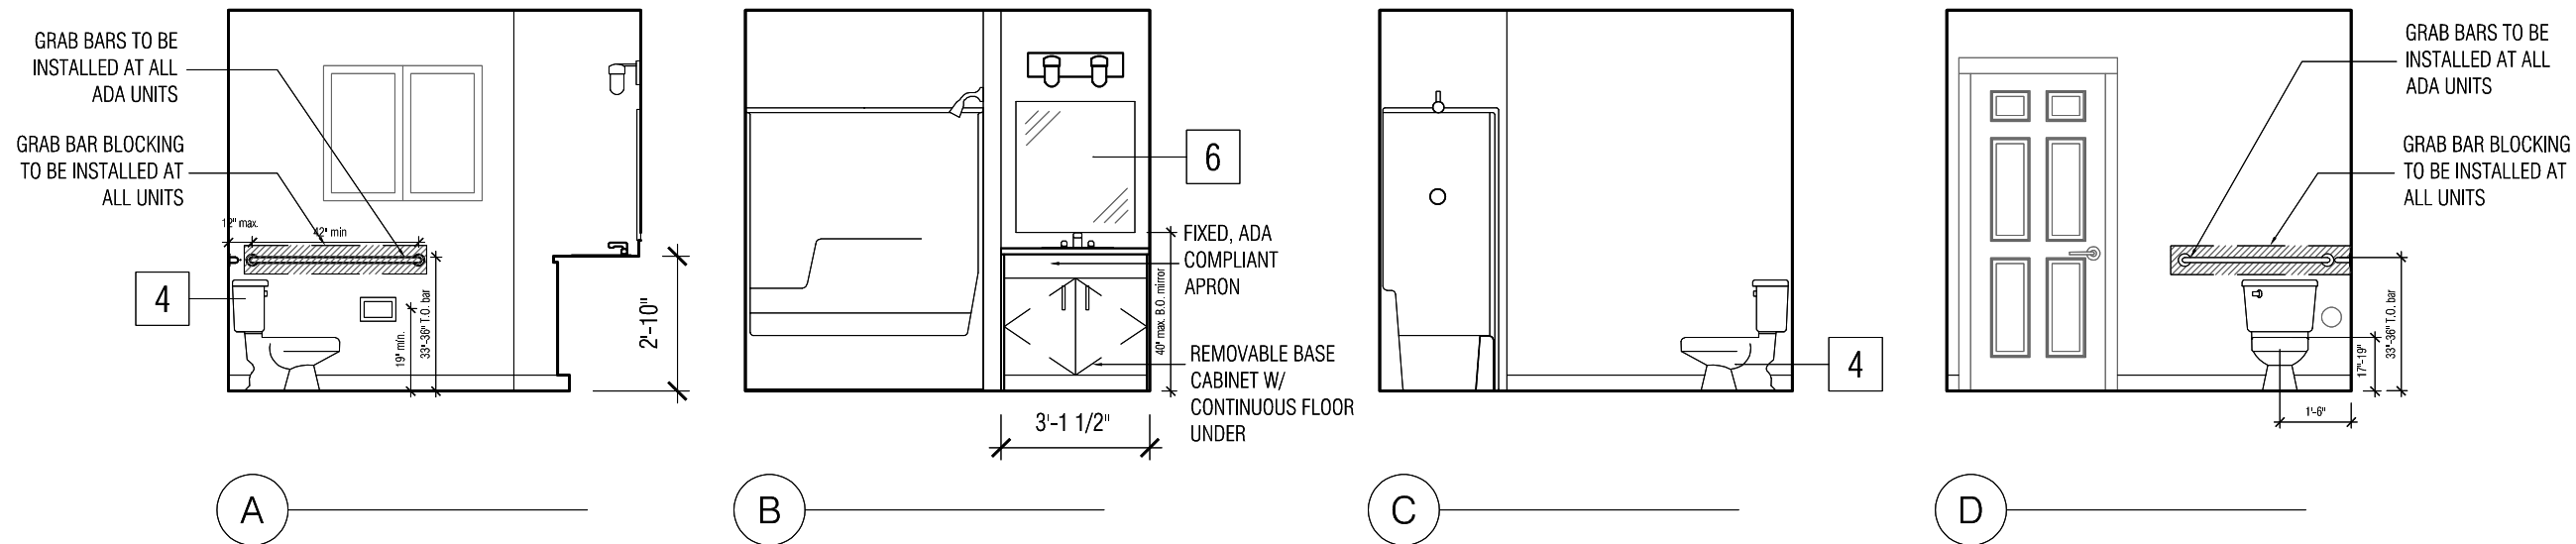 GRAB BARS TO BE
INSTALLED AT ALL
ADA UNITS
GRAB BAR BLOCKING
TO BE INSTALLED AT
ALL UNITS
12" max.
42" min
4
19" min.
33"-36" T.O. bar
2'-10"
A
6
FIXED, ADA
COMPLIANT
APRON
40" max. B.O. mirror
REMOVABLE BASE
CABINET W/
CONTINUOUS FLOOR
UNDER
3'-1 1/2"
B
4
C
GRAB BARS TO BE
INSTALLED AT ALL
ADA UNITS
GRAB BAR BLOCKING
TO BE INSTALLED AT
ALL UNITS
17"-19"
33"-36" T.O. bar
1'-6"
D